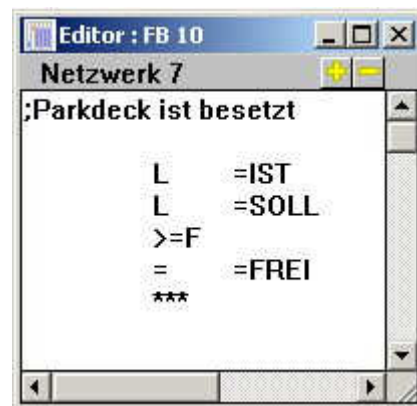 Editor : FB 10
Netzwerk 7
;Parkdeck ist besetzt
L =IST
L =SOLL
>=F
= =FREI
***